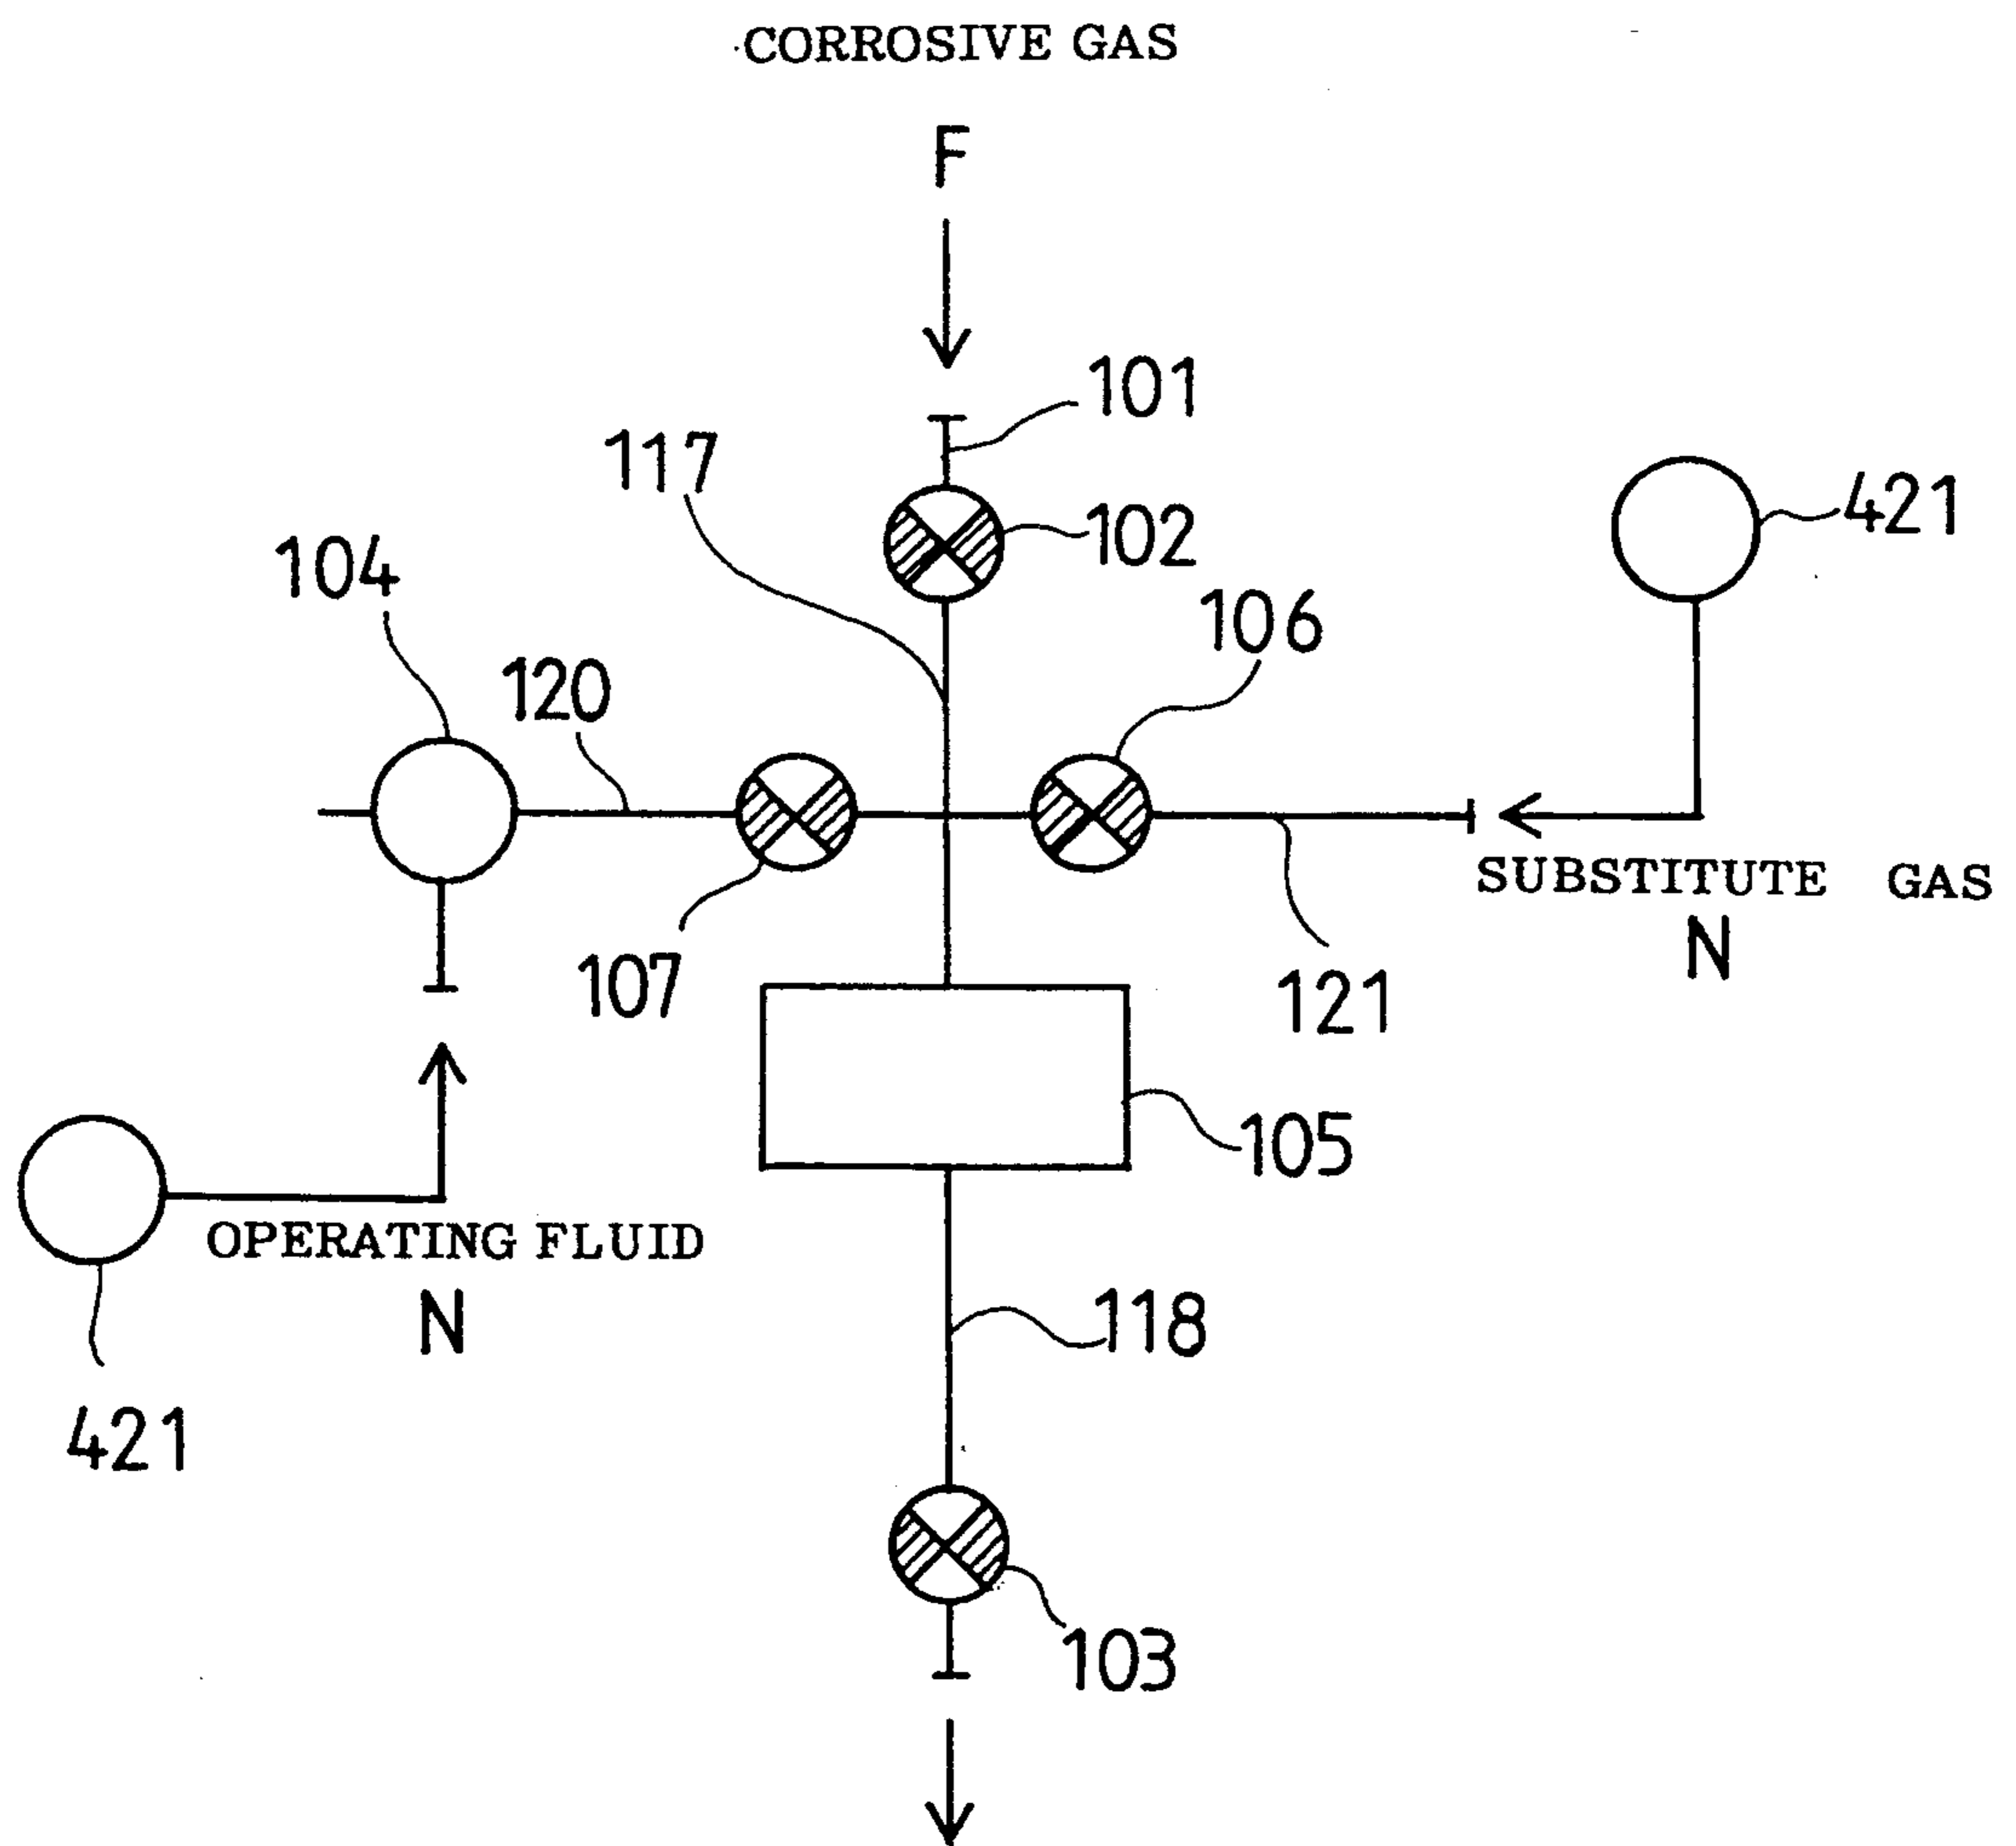 CORROSIVE GAS
F
101
117
102
421
104
106
120
SUBSTITUTE GAS
N
107
121
105
OPERATING FLUID
N
118
421
103